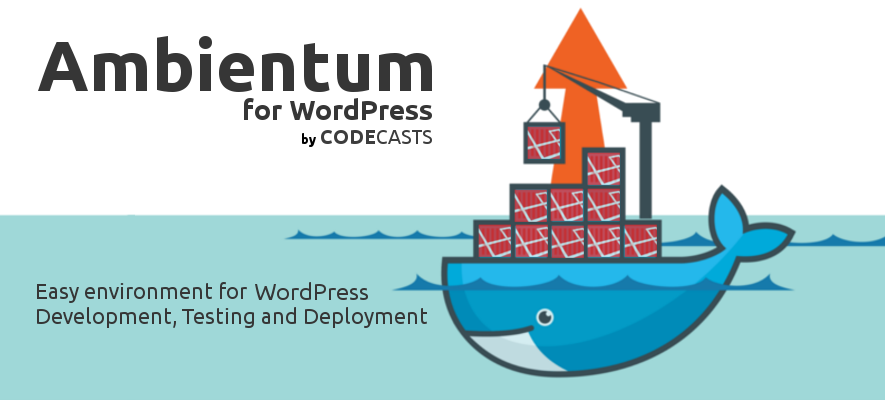 Ambientum
for WordPress
by CODECASTS
Easy environment for WordPress
Development, Testing and Deployment